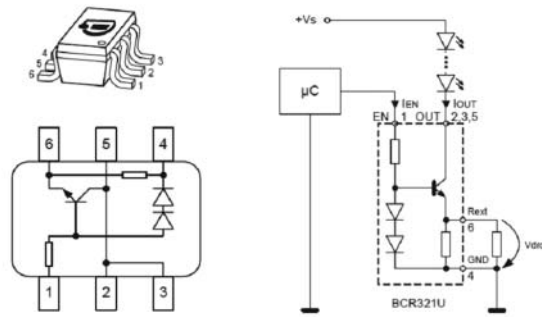 4
5
6
3
2
1
6 5 4
1 2 3
+Vs
µC
IEN IOUT
EN 1 OUT 2,3,5
Rext
6
Vdrop
GND
4
BCR321U